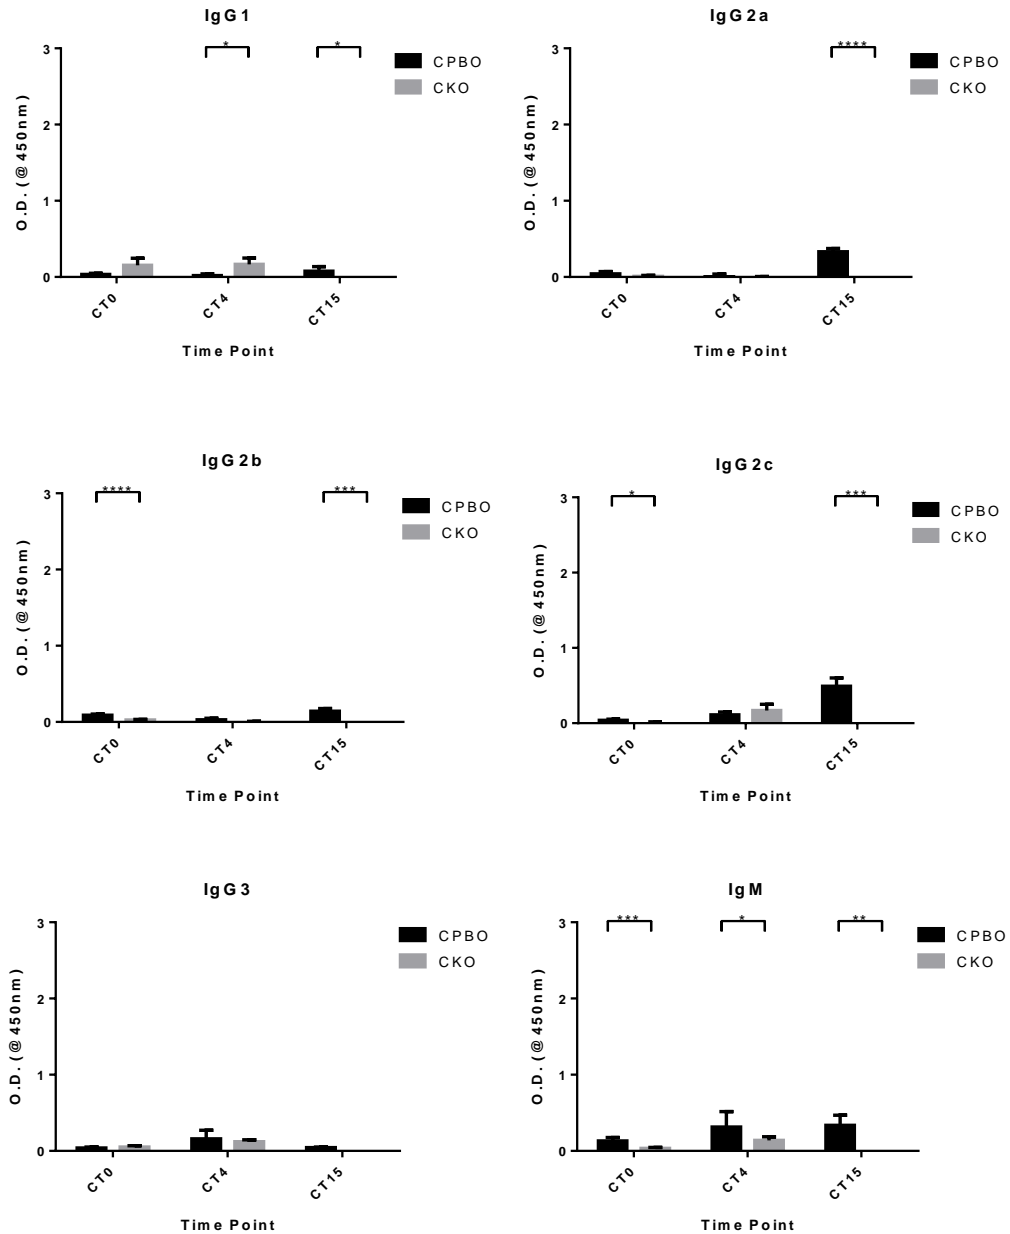 IgG1
* *
3
2
1
0
O.D. (@450nm)
CPBO
CKO
CT0 CT4 CT15
Time Point
IgG2a
****
3
2
1
0
O.D. (@450nm)
CPBO
CKO
CT0 CT4 CT15
Time Point
IgG2b
**** ***
3
2
1
0
O.D. (@450nm)
CPBO
CKO
CT0 CT4 CT15
Time Point
IgG2c
* ***
3
2
1
0
O.D. (@450nm)
CPBO
CKO
CT0 CT4 CT15
Time Point
IgG3
3
2
1
0
O.D. (@450nm)
CPBO
CKO
CT0 CT4 CT15
Time Point
IgM
*** * **
3
2
1
0
O.D. (@450nm)
CPBO
CKO
CT0 CT4 CT15
Time Point